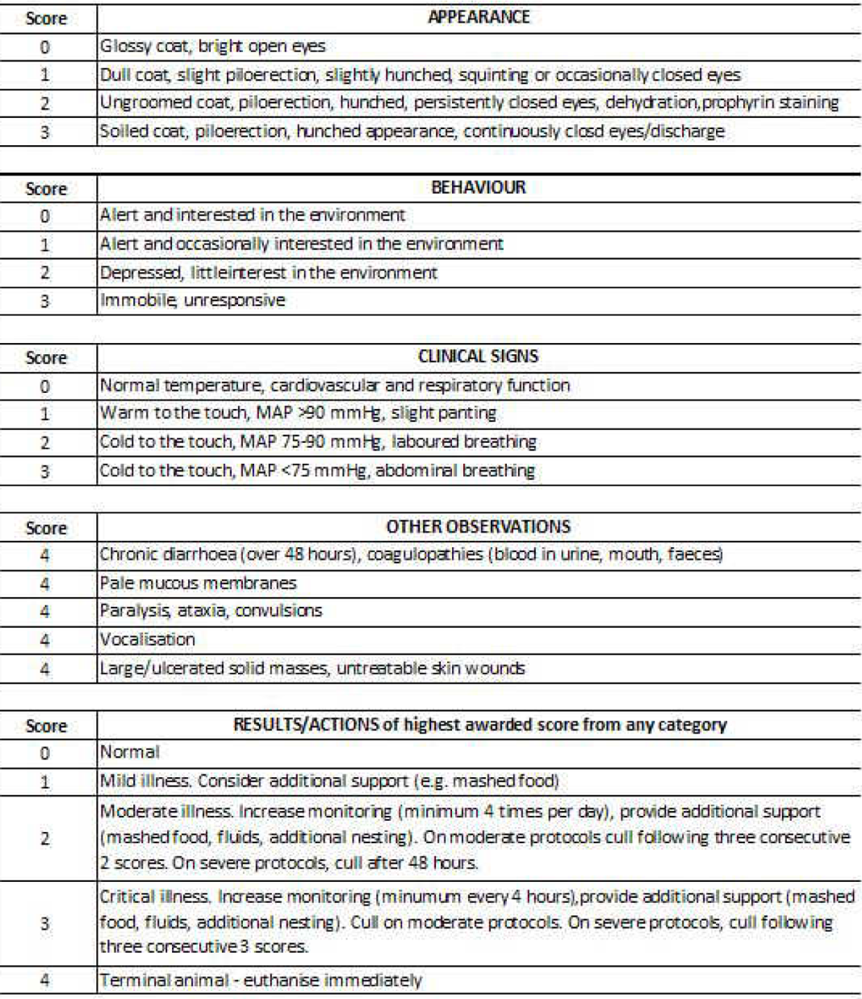 Score APPEARANCE
0 Glossy coat, bright open eyes
1 Dull coat, slight piloerection, slightly hunched, squinting or occasionally closed eyes
2 Ungroomed coat, piloerection, hunched, persistently closed eyes, dehydration,prophyrin staining
3 Soiled coat, piloerection, hunched appearance, continuously closd eyes/discharge
Score BEHAVIOUR
0 Alert and interested in the environment
1 Alert and occasionally interested in the environment
2 Depressed, littleinterest in the environment
3 Immobile, unresponsive
Score CLINICAL SIGNS
0 Normal temperature, cardiovascular and respiratory function
1 Warm to the touch, MAP >90 mmHg, slight panting
2 Cold to the touch, MAP 75-90 mmHg, laboured breathing
3 Cold to the touch, MAP <75 mmHg, abdominal breathing
Score OTHER OBSERVATIONS
4 Chronic diarrhoea (over 48 hours), coagulopathies (blood in urine, mouth, faeces)
4 Pale mucous membranes
4 Paralysis, ataxia, convulsions
4 Vocalisation
4 Large/ulcerated solid masses, untreatable skin wounds
Score RESULTS/ACTIONS of highest awarded score from any category
0 Normal
1 Mild illness. Consider additional support (e.g. mashed food)
Moderate illness. Increase monitoring (minimum 4 times per day), provide additional support
2 (mashed food, fluids, additional nesting). On moderate protocols cull following three consecutive
2 scores. On severe protocols, cull after 48 hours.
Critical illness. Increase monitoring (minumum every 4 hours),provide additional support (mashed
3 food, fluids, additional nesting). Cull on moderate protocols. On severe protocols, cull following
three consecutive 3 scores.
4 Terminal animal - euthanise immediately